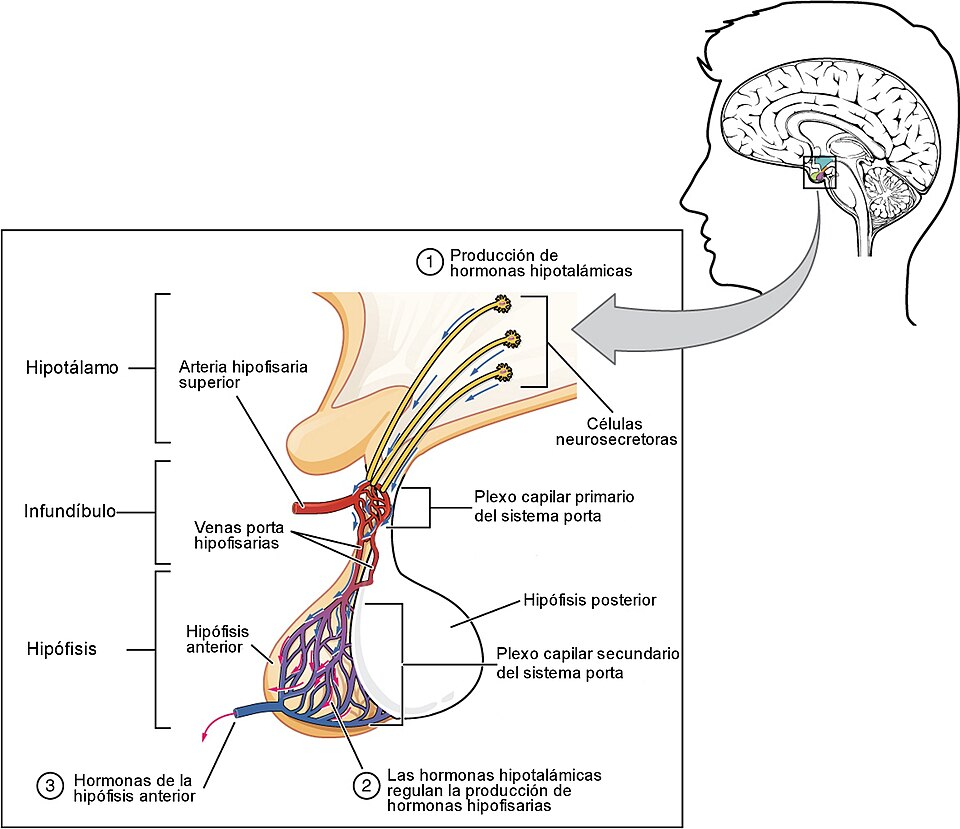 1 Producción de
hormonas hipotalámicas
Hipotálamo
Arteria hipofisaria
superior
Células
neurosecretoras
Infundíbulo
Plexo capilar primario
del sistema porta
Venas porta
hipofisarias
Hipófisis posterior
Hipófisis
Hipófisis
anterior
Plexo capilar secundario
del sistema porta
3 Hormonas de la
hipófisis anterior
2 Las hormonas hipotalámicas
regulan la producción de
hormonas hipofisarias